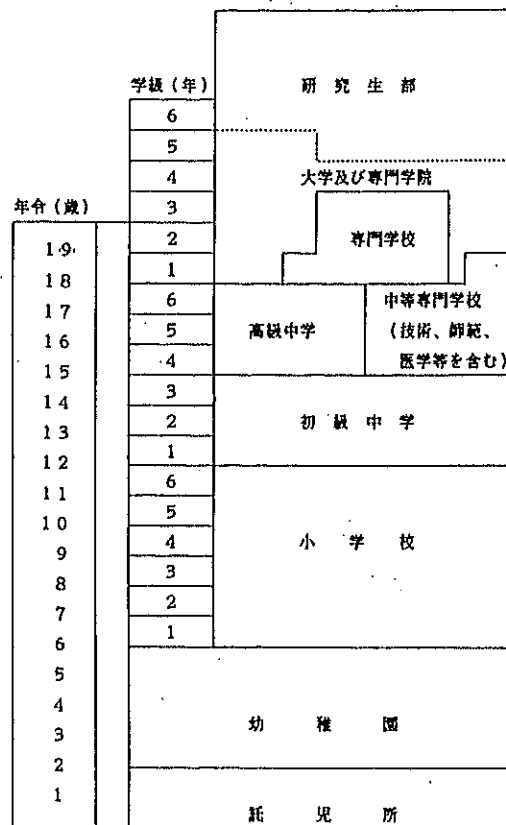 学級(年)
研究生部
6
5
4
大学及び専門学院
3
年令(歳)
2
専門学校
19
1
18
6
中等専門学校
17
5
高級中学
(技術、師範、
16
4
医学等を含む)
15
3
14
2
初級中学
13
1
12
6
11
5
10
4
小学校
9
3
8
2
7
1
6
5
4
幼稚園
3
2
1
託児所